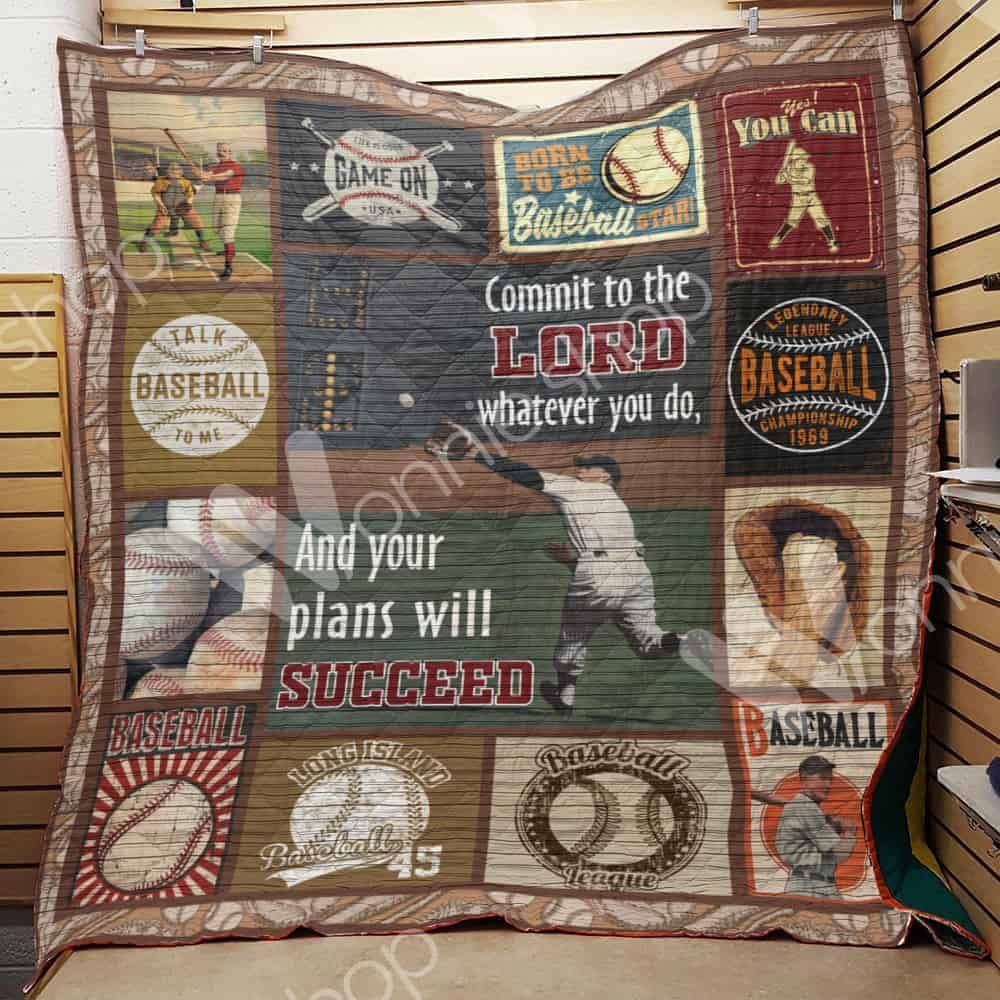 GAME ON
USA
BORN
TO BE
Baseball STAR!
Yes!
You Can
TALK
BASEBALL
TO ME
Commit to the
LORD
whatever you do,
LEGENDARY
LEAGUE
BASEBALL
CHAMPIONSHIP
1969
And your
plans will
SUCCEED
BASEBALL
LONG ISLAND
Baseball
45
Baseball
League
BASEBALL
Wonnie shop